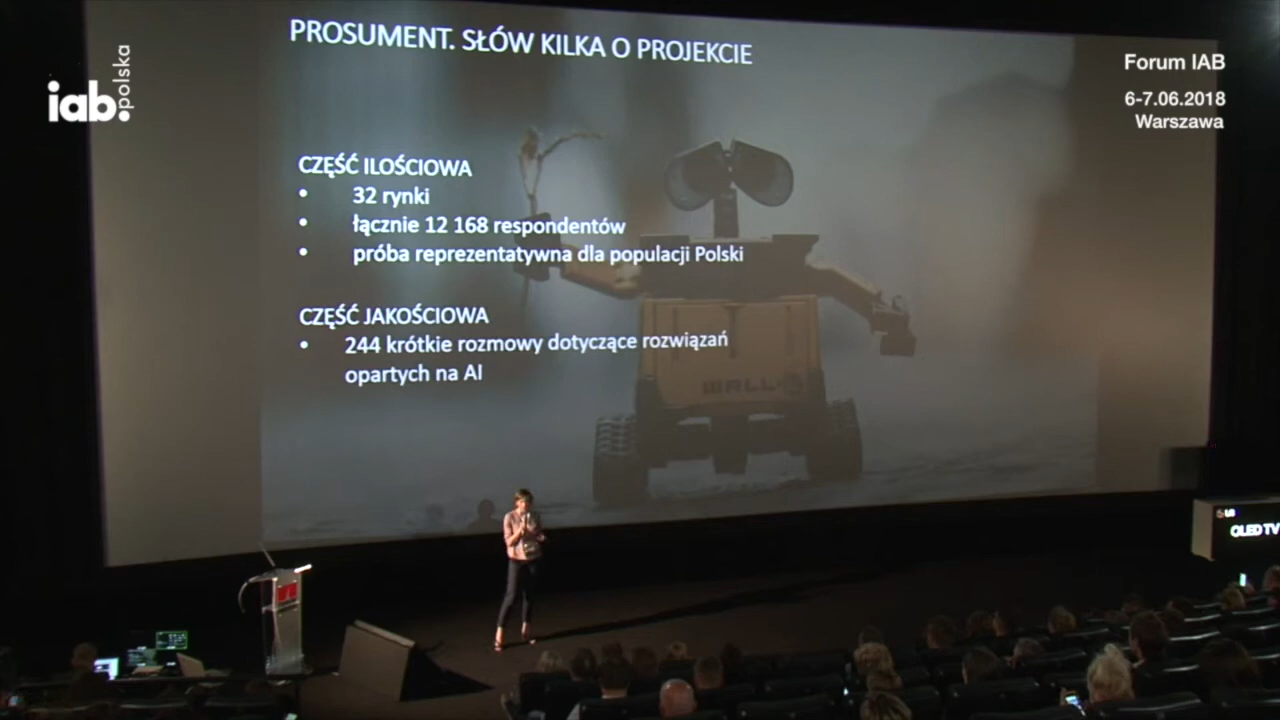 PROSUMENT. SŁÓW KILKA O PROJEKCIE
iab.polska
Forum IAB
6-7.06.2018
Warszawa
CZĘŚĆ ILOŚCIOWA
• 32 rynki
• łącznie 12 168 respondentów
• próba reprezentatywna dla populacji Polski
CZĘŚĆ JAKOŚCIOWA
• 244 krótkie rozmowy dotyczące rozwiązań
opartych na AI
WALL
LG
OLED TV